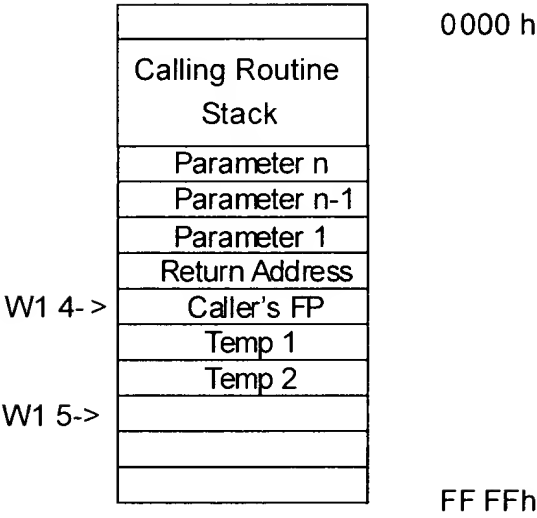 0000 h
Calling Routine
Stack
Parameter n
Parameter n-1
Parameter 1
Return Address
W1 4-> Caller's FP
Temp 1
Temp 2
W1 5->
FF FFh